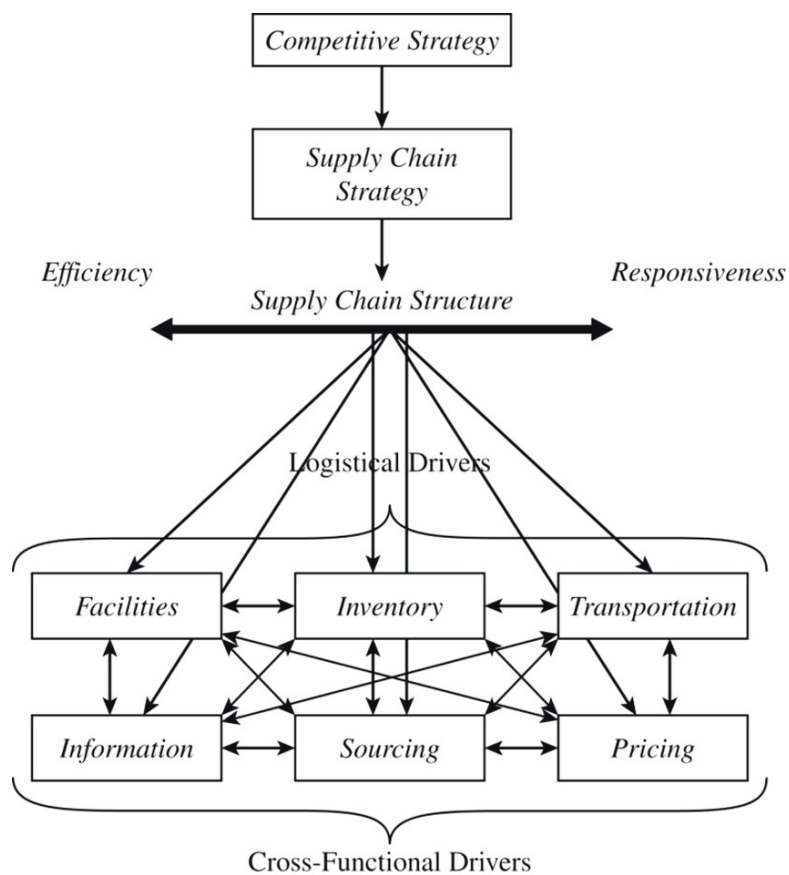 Competitive Strategy
Supply Chain
Strategy
Efficiency
Responsiveness
Supply Chain Structure
Logistical Drivers
Facilities
Inventory
Transportation
Information
Sourcing
Pricing
Cross-Functional Drivers